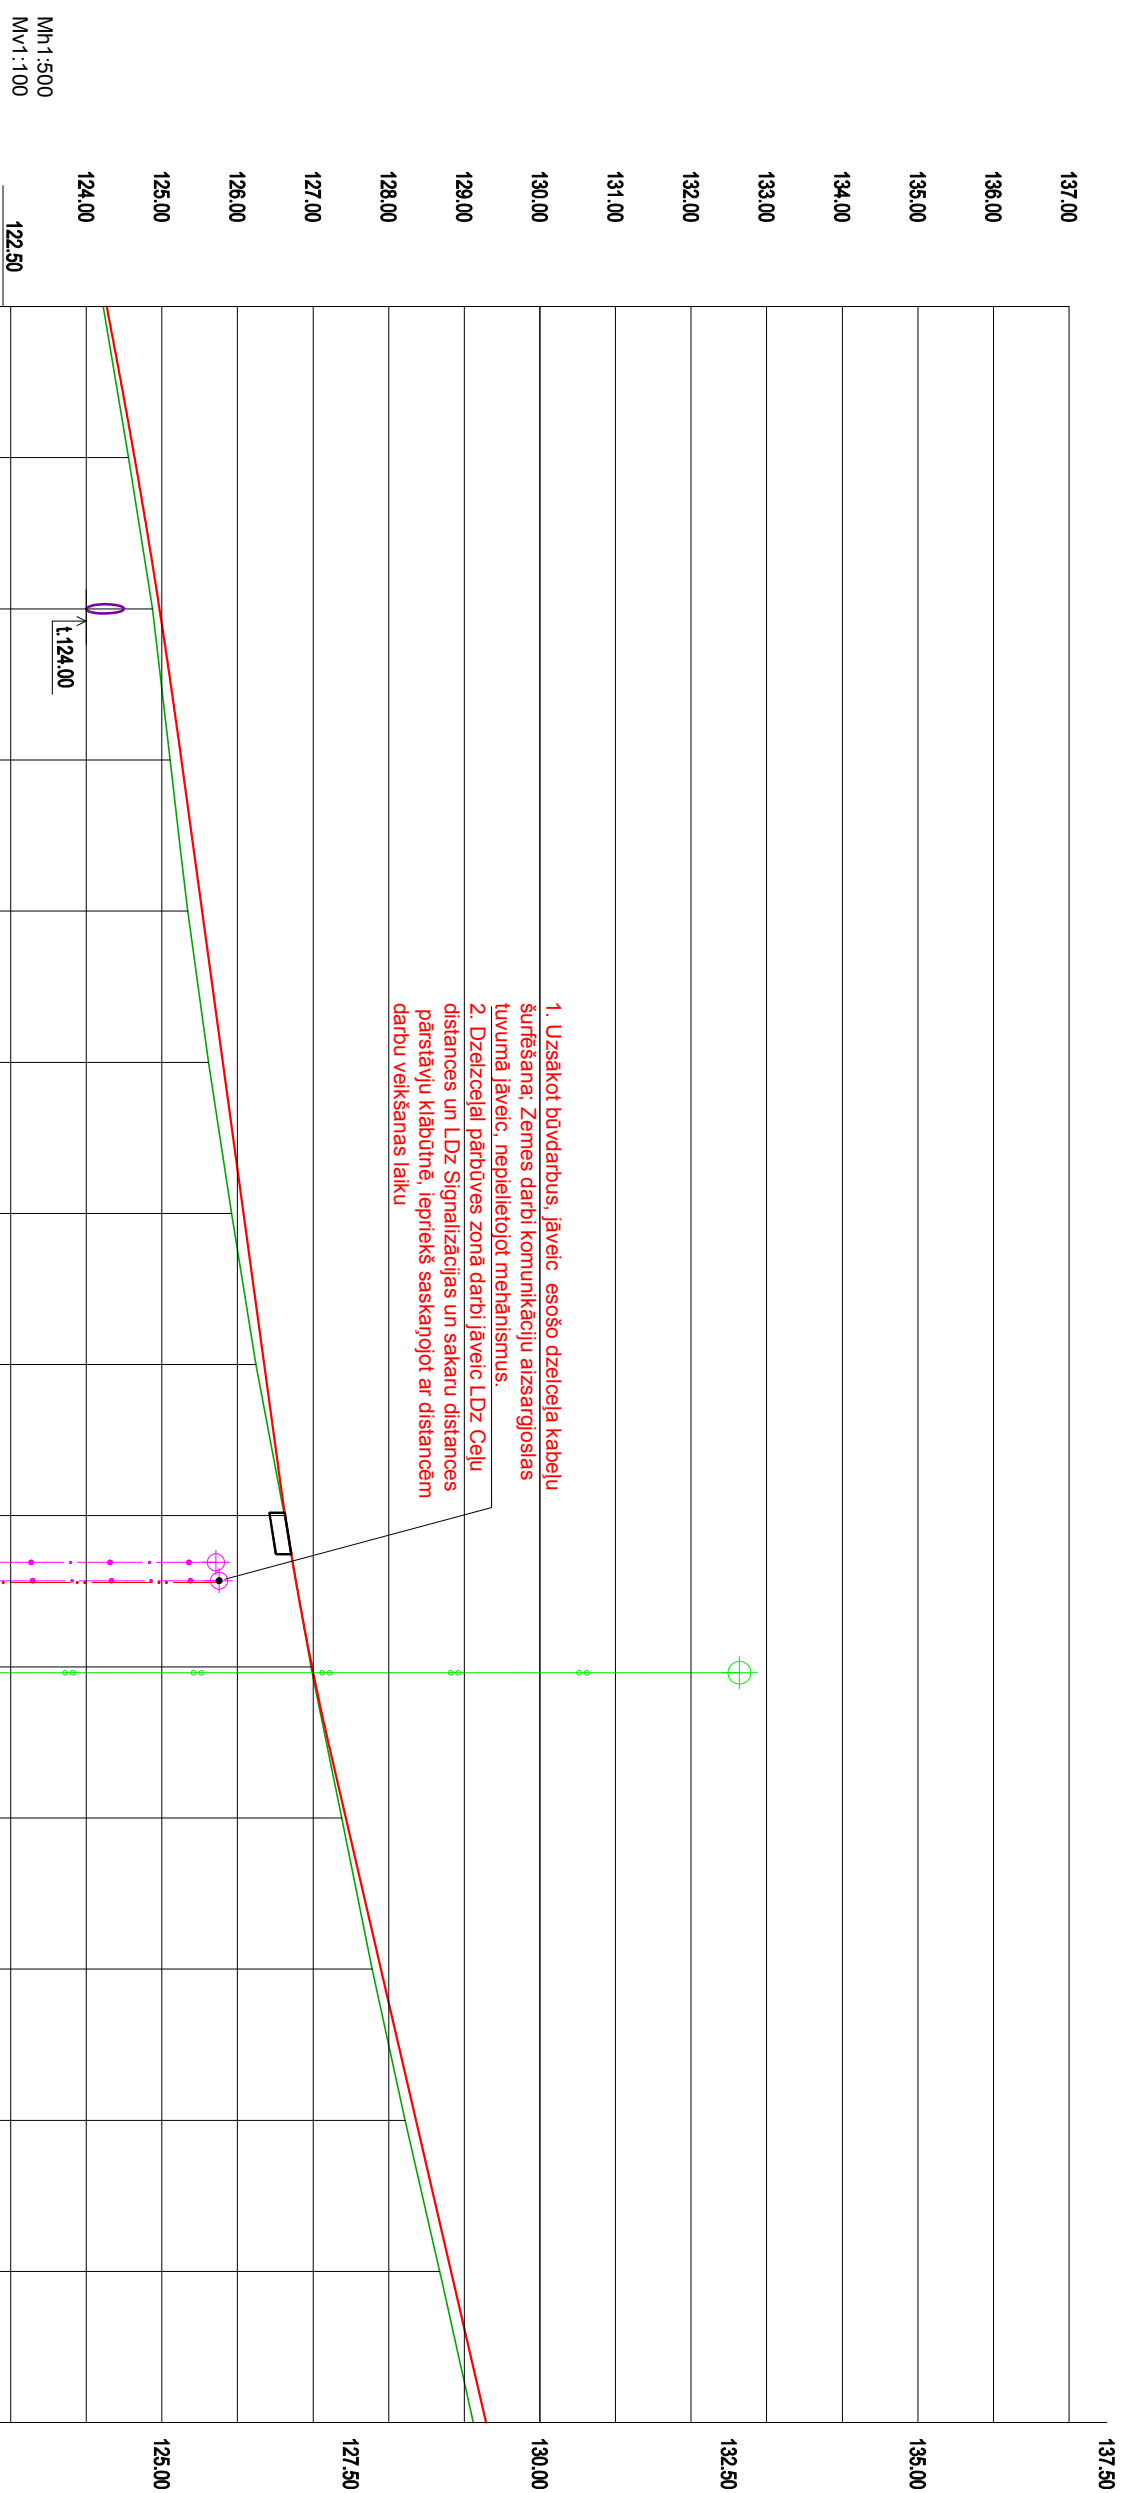 Mh1:500
Mv1:100
137.00
136.00
135.00
134.00
133.00
132.00
131.00
130.00
129.00
128.00
127.00
126.00
125.00
124.00
122.50
t.124.00
1. Uzsākot būvdarbus, jāveic esošo dzelceļa kabeļu
šurfēšana; Zemes darbi komunikāciju aizsargjoslas
tuvumā jāveic, nepielietojot mehānismus.
2. Dzelzceļal pārbūves zonā darbi jāveic LDz Ceļu
distances un LDz Signalizācijas un sakaru distances
pārstāvju klābūtnē, iepriekš saskaņojot ar distancēm
darbu veikšanas laiku
137.50
135.00
132.50
130.00
127.50
125.00